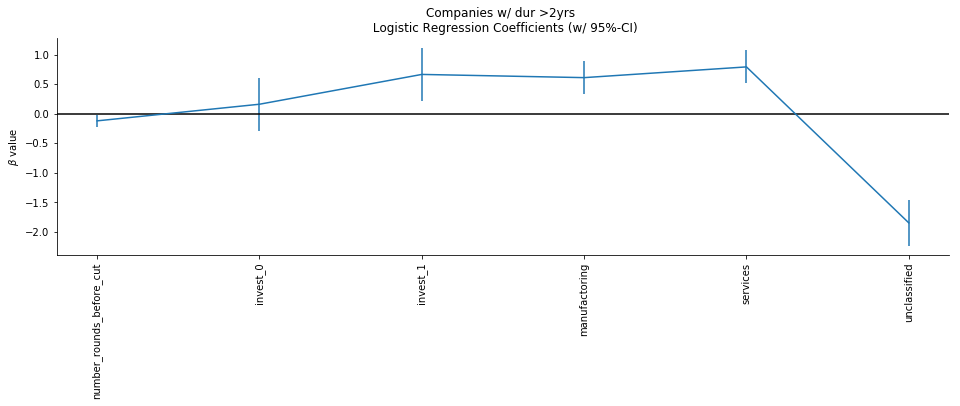 Companies w/ dur >2yrs
Logistic Regression Coefficients (w/ 95%-CI)
1.0
0.5
0.0
−0.5
−1.0
−1.5
−2.0
β value
number_rounds_before_cut
invest_0
invest_1
manufactoring
services
unclassified